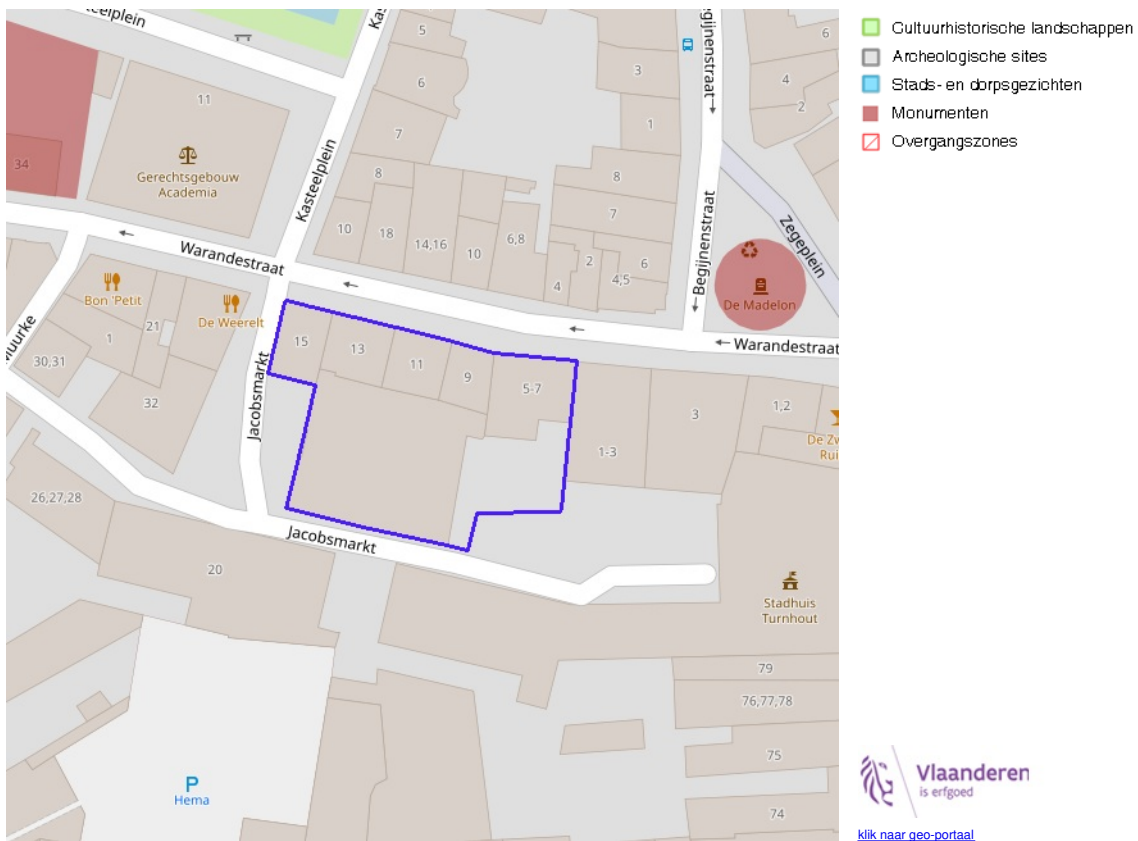 Cultuurhistorische landschappen
Archeologische sites
Stads- en dorpsgezichten
Monumenten
Overgangszones
5
6
3
4
2
6
11
1
7
34
Gerechtsgebouw
Academia
Kasteelplein
Begijnenstraat
8
8
7
Zegeplein
10
18
14,16
10
6,8
2
6
4
4,5
Begijnenstraat
De Madelon
Warandestraat
Bon 'Petit
De Weerelt
21
1
30,31
32
15
13
11
9
5-7
Warandestraat
Jacobsmarkt
3
1,2
1-3
26,27,28
Jacobsmarkt
20
Stadhuis
Turnhout
79
76,77,78
75
74
P
Hema
Vlaanderen
is erfgoed
klik naar geo-portaal